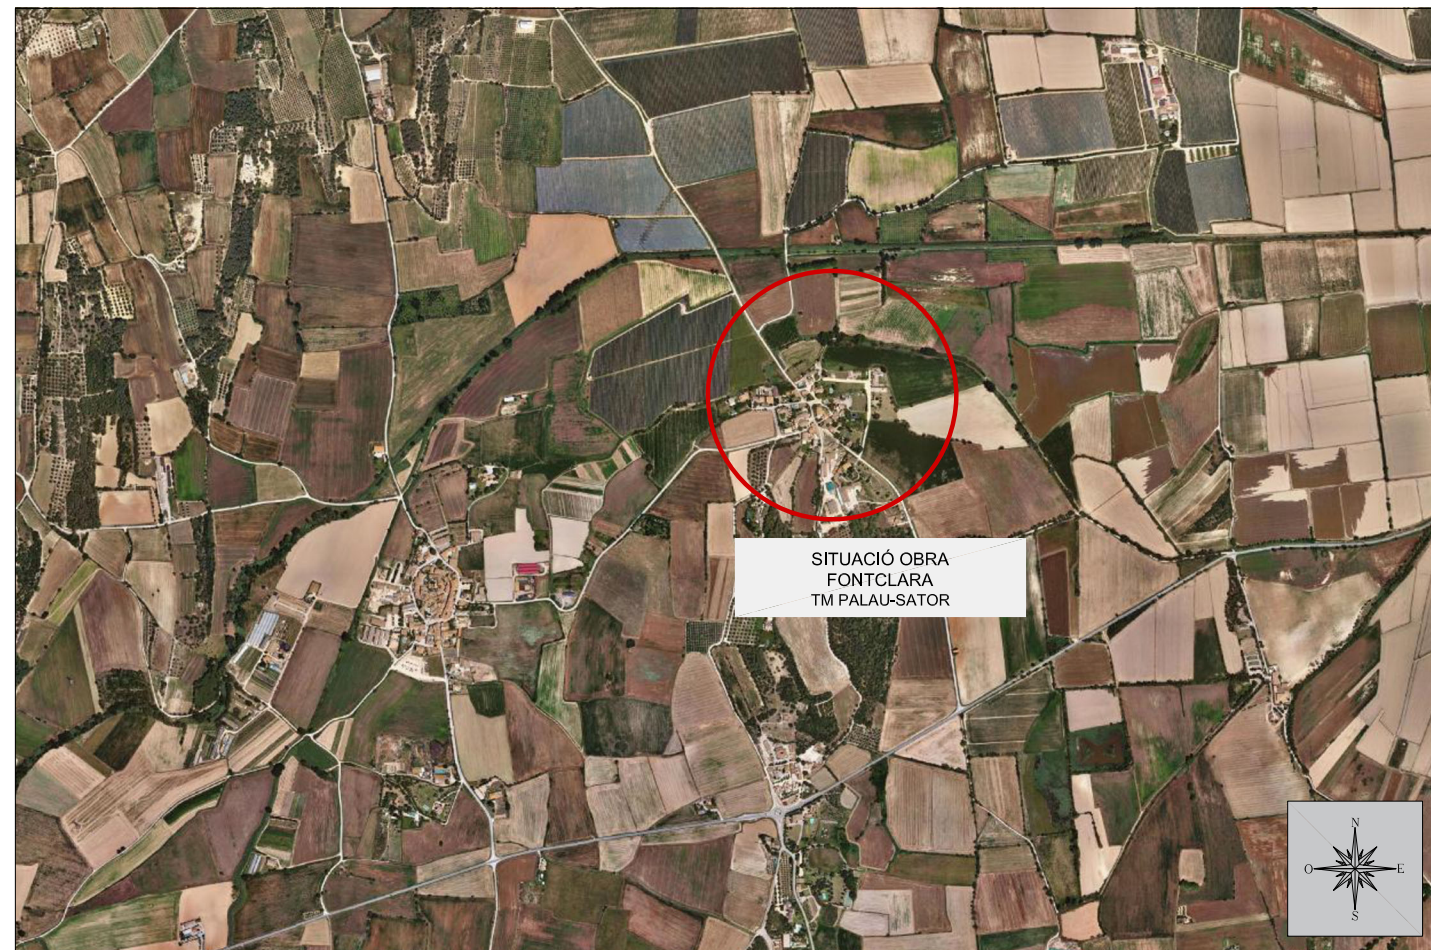 SITUACIÓ OBRA
FONTCLARA
TM PALAU-SATOR
N
O E
S